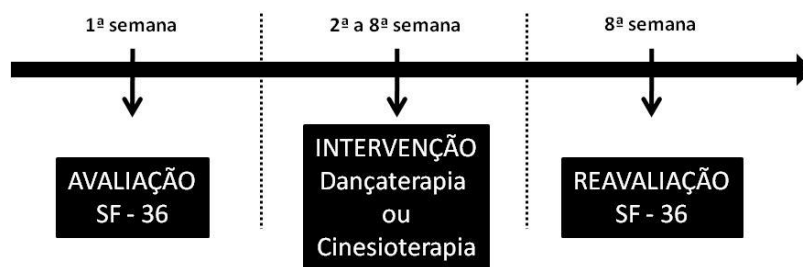 1ª semana
2ª a 8ª semana
8ª semana
AVALIAÇÃO
SF - 36
INTERVENÇÃO
Dançaterapia
ou
Cinesioterapia
REAVALIAÇÃO
SF - 36